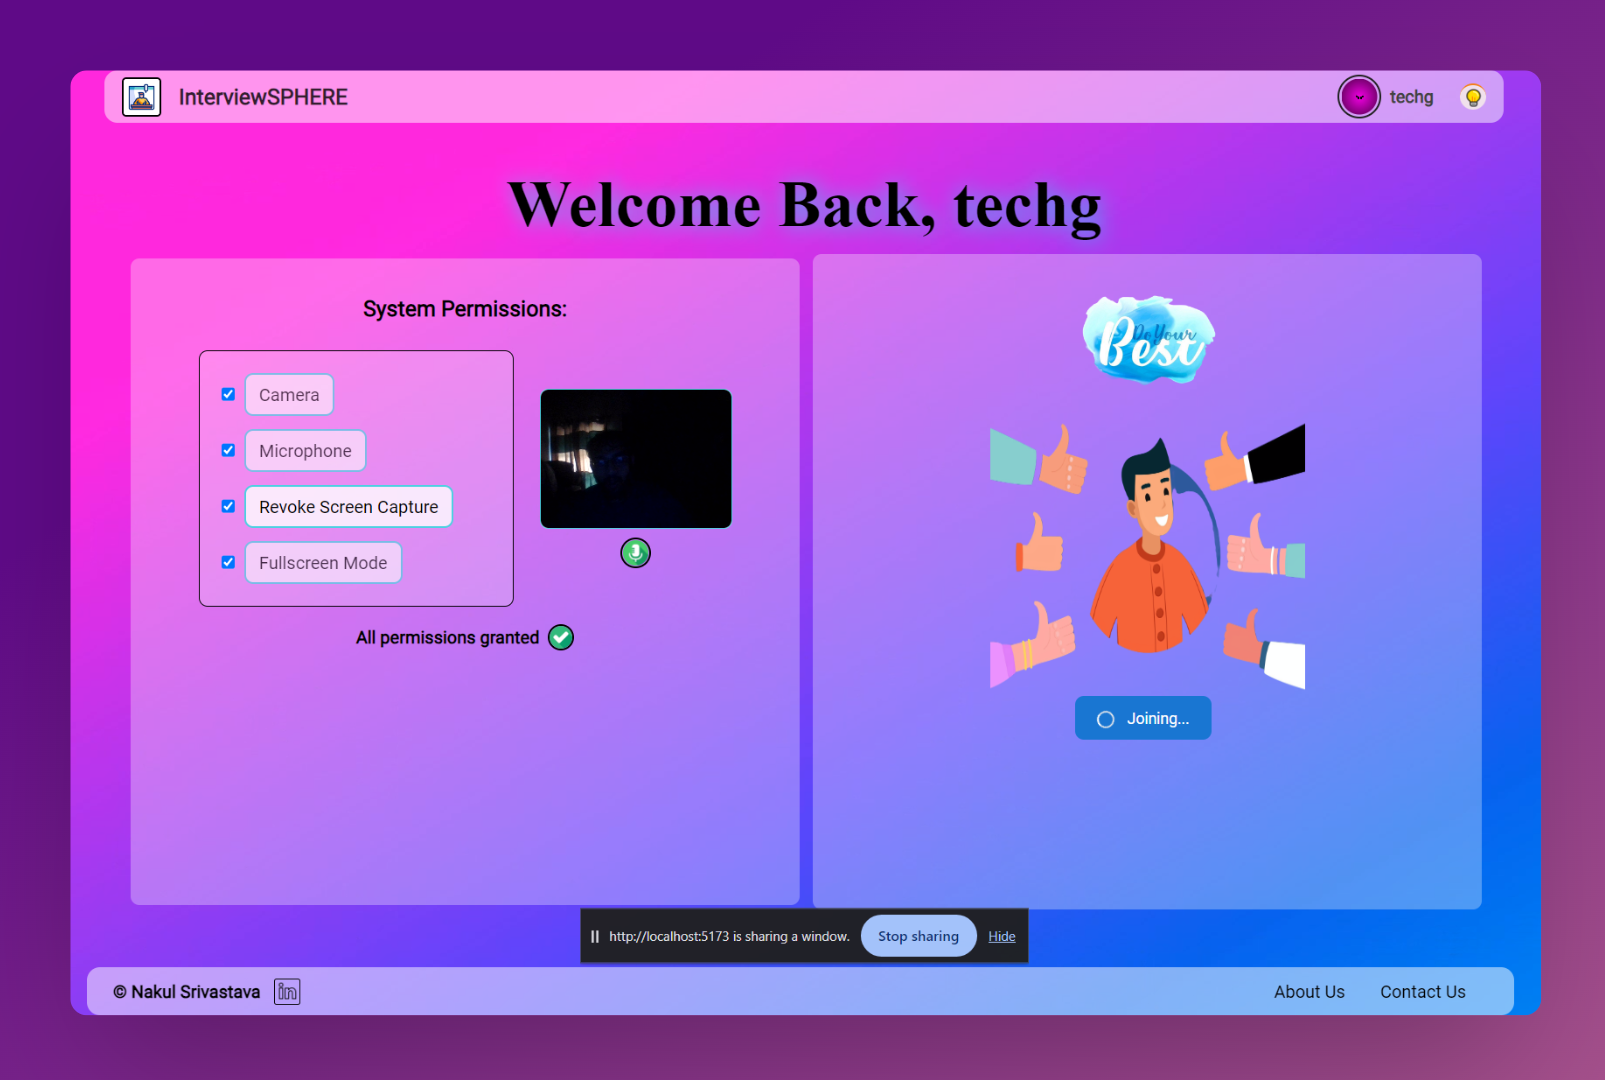 InterviewSPHERE
techg
Welcome Back, techg
System Permissions:
Camera
Microphone
Revoke Screen Capture
Fullscreen Mode
All permissions granted
Do Your
Best
Joining...
http://localhost:5173 is sharing a window.
Stop sharing
Hide
© Nakul Srivastava
in
About Us
Contact Us